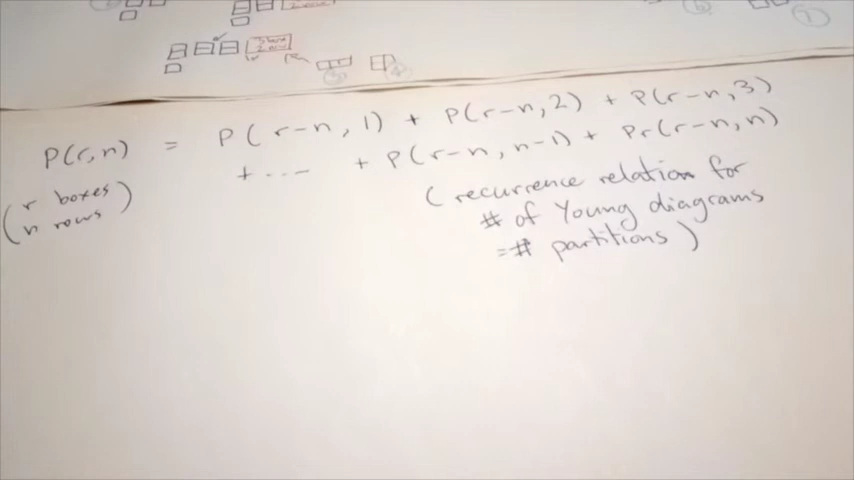 P(r,n) = P(r-n, 1) + P(r-n, 2) + P(r-n, 3)
+ ... + P(r-n, n-1) + Pr(r-n, n)
(r boxes
n rows)
(recurrence relation for
# of Young diagrams
= # partitions)